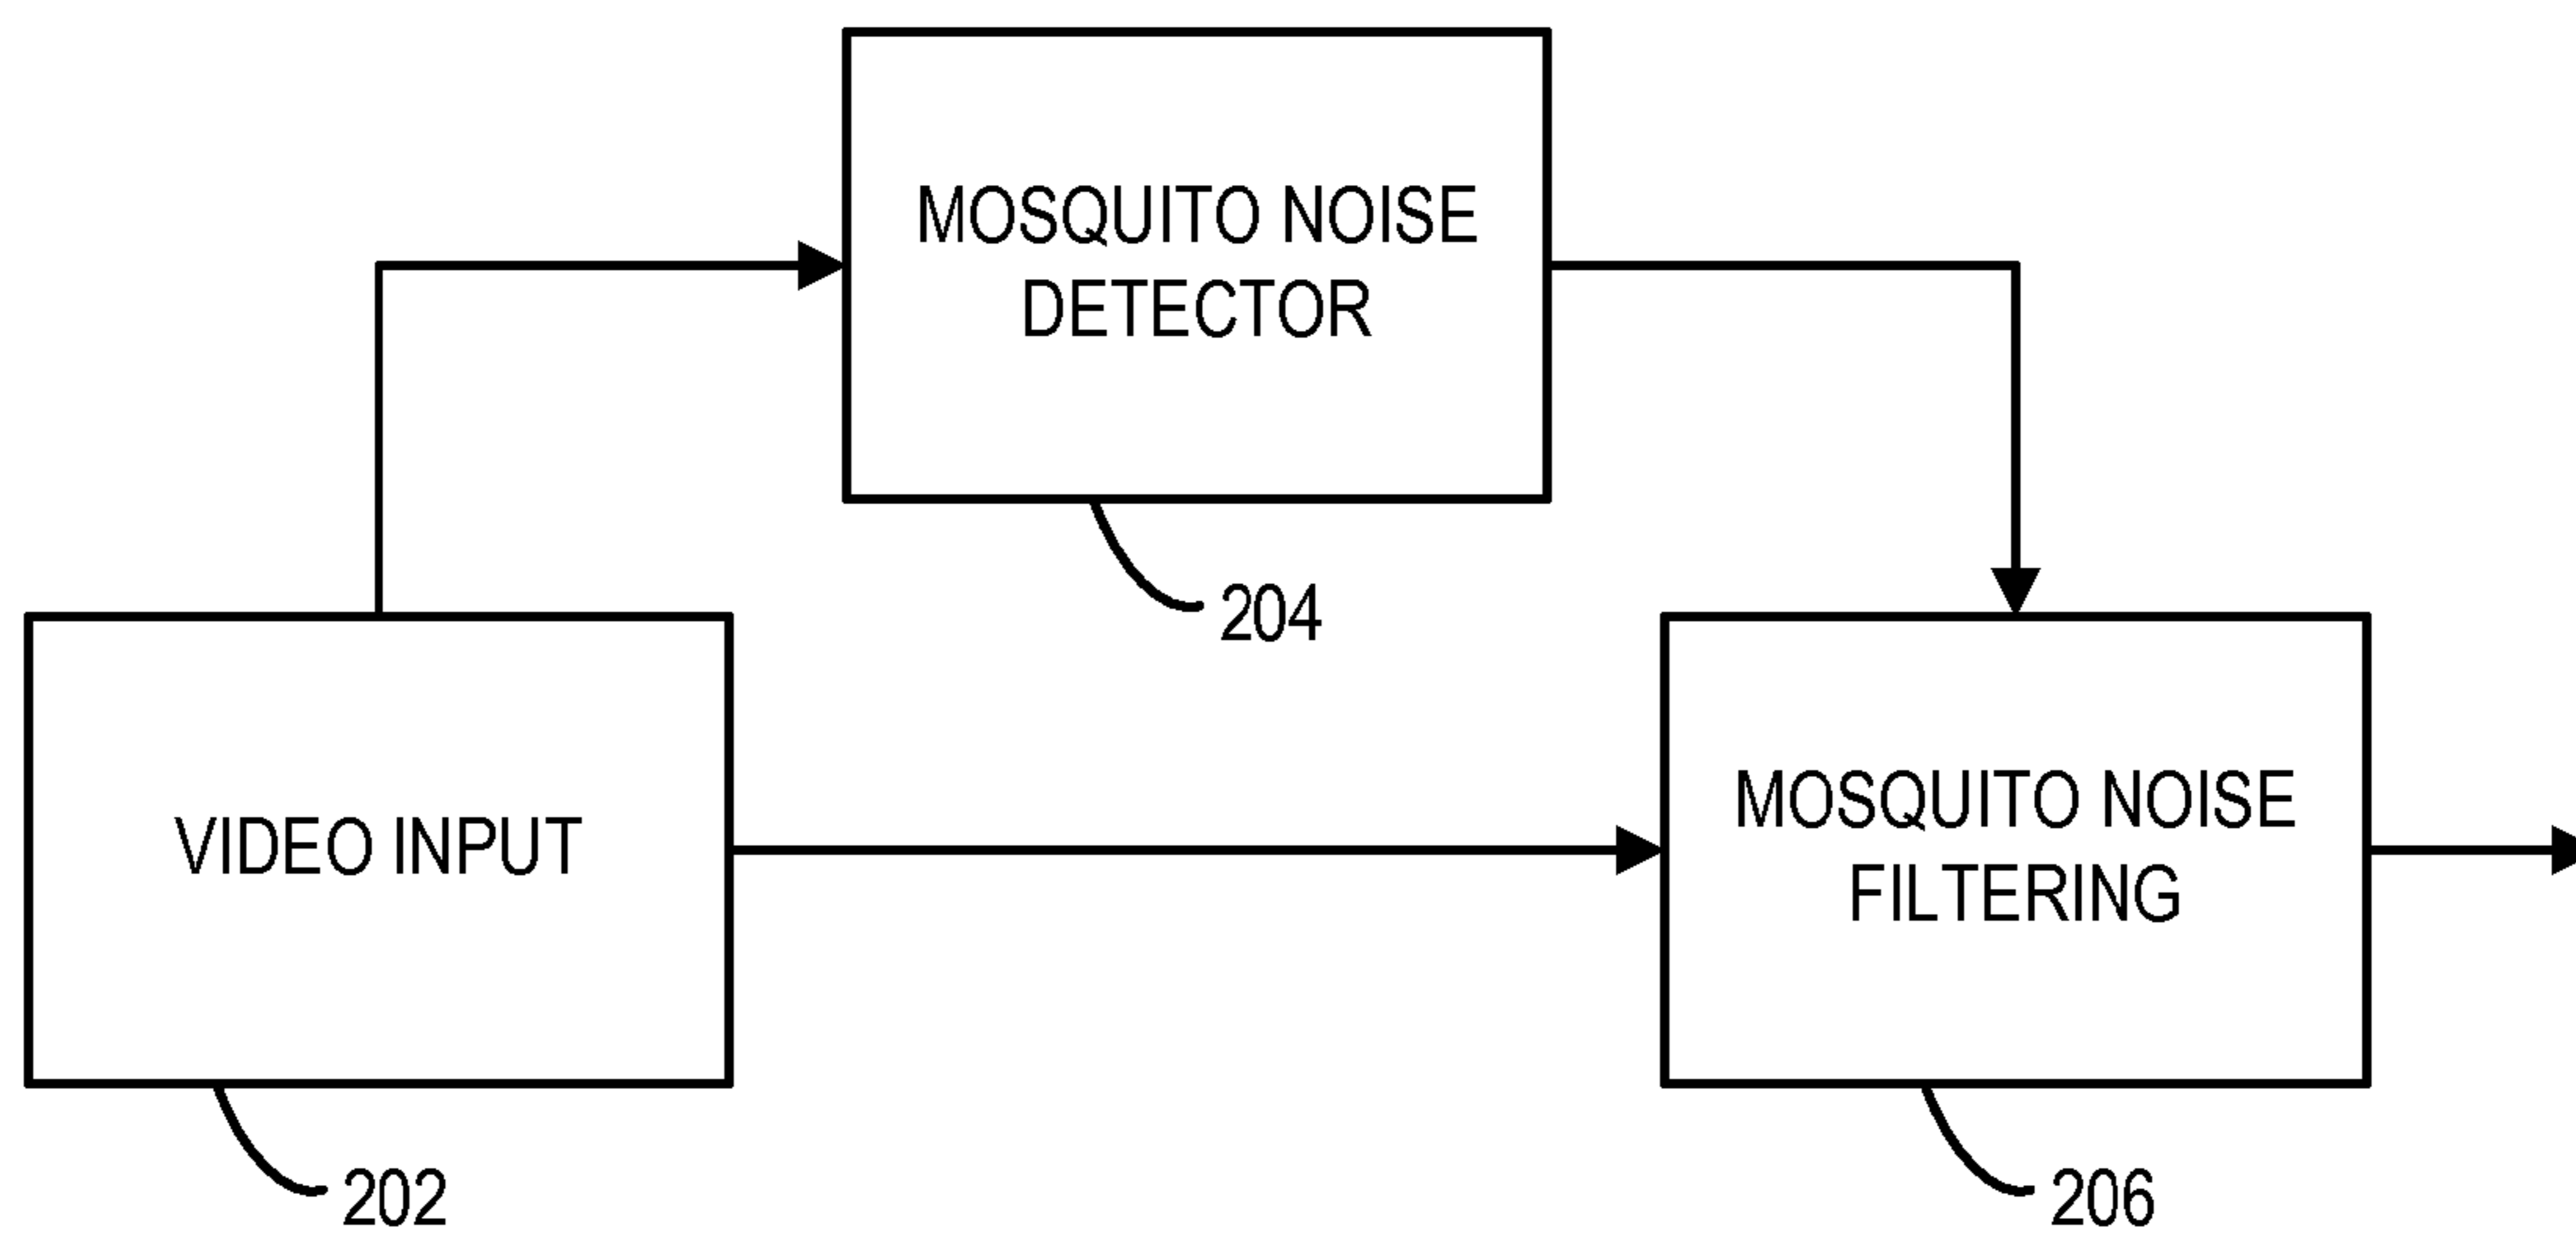 MOSQUITO NOISE
DETECTOR
204
VIDEO INPUT
202
MOSQUITO NOISE
FILTERING
206